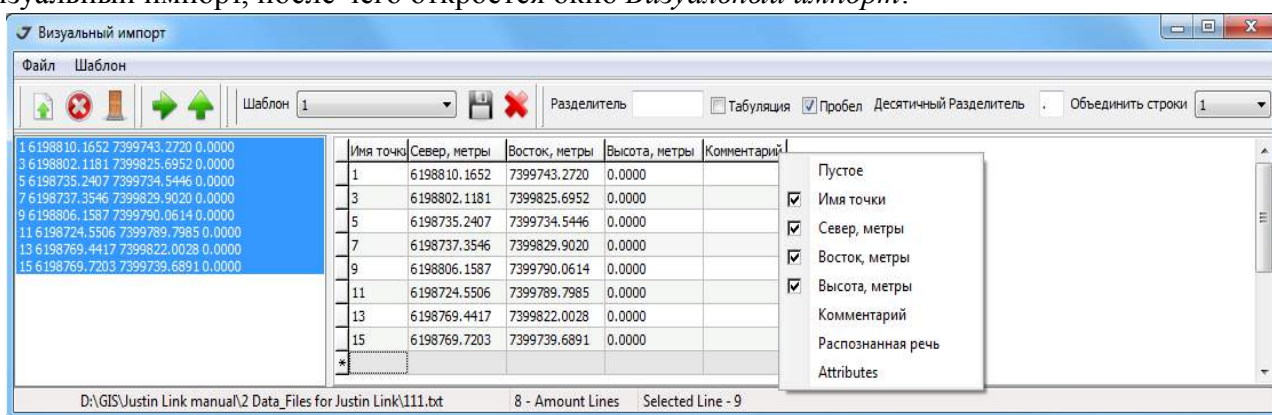 зуальный импорт, после чего откроется окно Визуальный импорт.
Визуальный импорт
Файл Шаблон
Шаблон 1 Разделитель Табуляция Пробел Десятичный Разделитель . Объединить строки 1
1 6198810.1652 7399743.2720 0.0000
3 6198802.1181 7399825.6952 0.0000
5 6198735.2407 7399734.5446 0.0000
7 6198737.3546 7399829.9020 0.0000
9 6198806.1587 7399790.0614 0.0000
11 6198724.5506 7399789.7985 0.0000
13 6198769.4417 7399822.0028 0.0000
15 6198769.7203 7399739.6891 0.0000
Имя точки Север, метры Восток, метры Высота, метры Комментарий
1 6198810.1652 7399743.2720 0.0000
3 6198802.1181 7399825.6952 0.0000
5 6198735.2407 7399734.5446 0.0000
7 6198737.3546 7399829.9020 0.0000
9 6198806.1587 7399790.0614 0.0000
11 6198724.5506 7399789.7985 0.0000
13 6198769.4417 7399822.0028 0.0000
15 6198769.7203 7399739.6891 0.0000
*
Пустое
Имя точки
Север, метры
Восток, метры
Высота, метры
Комментарий
Распознанная речь
Attributes
D:\GIS\Justin Link manual\2 Data_Files for Justin Link\111.txt 8 - Amount Lines Selected Line - 9